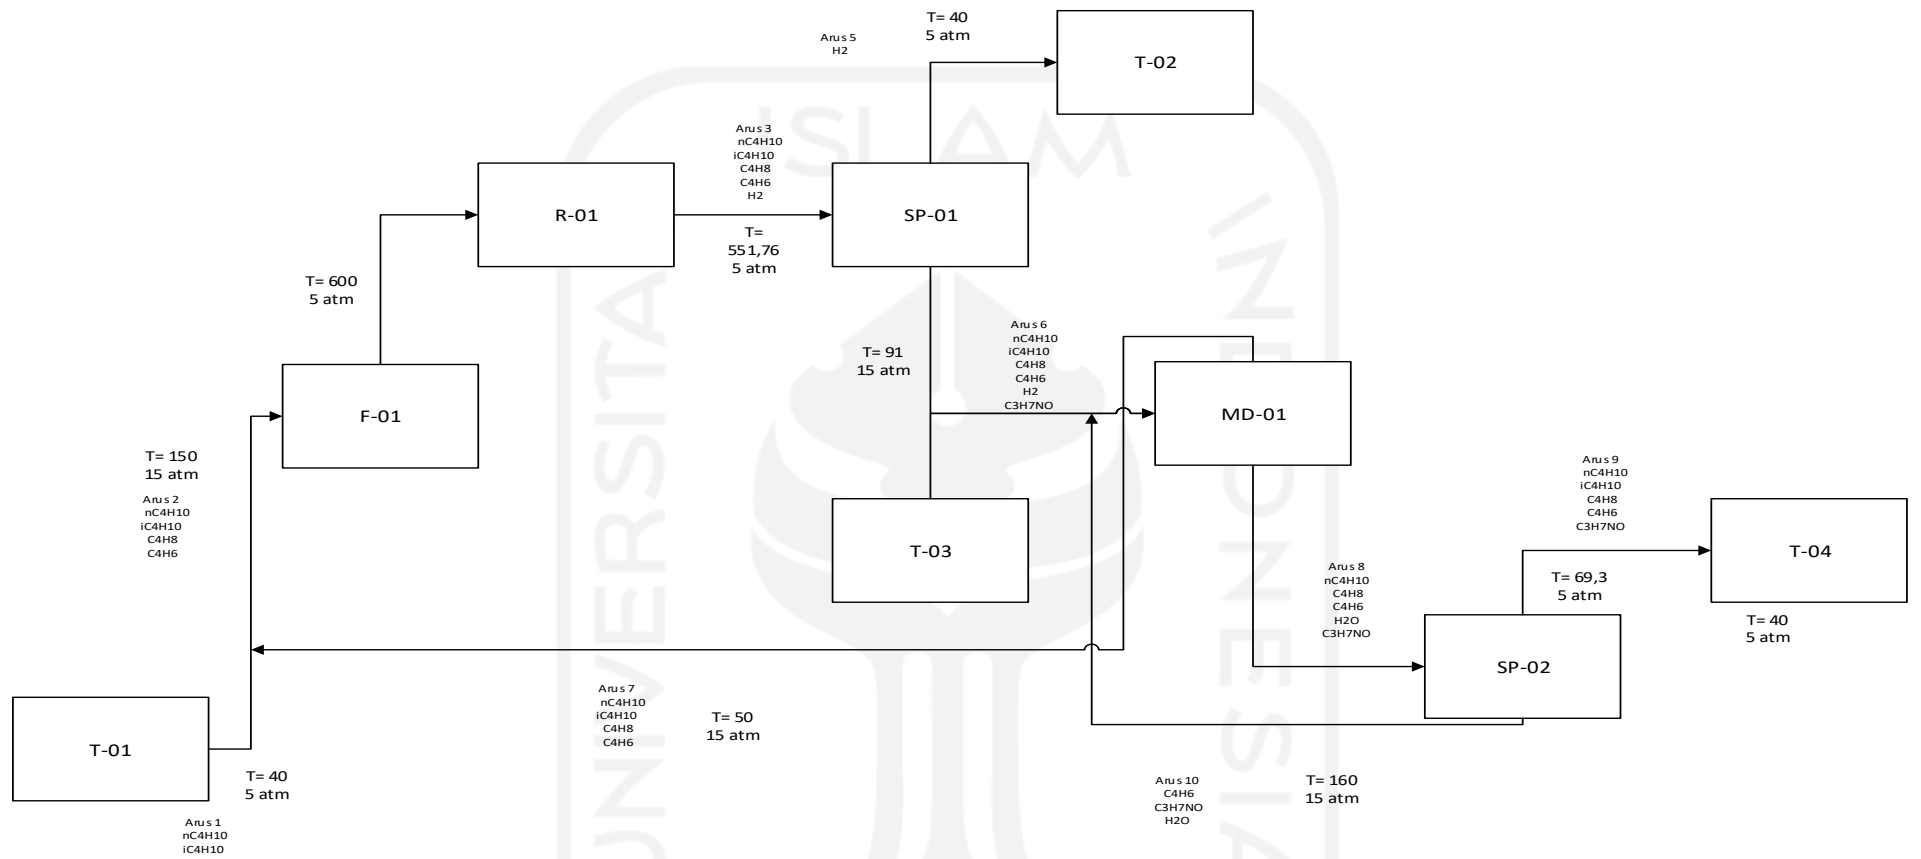 Arus 5
H2
T= 40
5 atm
T-02
ISLAM
Arus 3
nC4H10
iC4H10
C4H8
C4H6
H2
R-01
SP-01
T=
551,76
5 atm
T= 600
5 atm
F-01
T= 91
15 atm
Arus 6
nC4H10
iC4H10
C4H8
C4H6
H2
C3H7NO
MD-01
T= 150
15 atm
Arus 2
nC4H10
iC4H10
C4H8
C4H6
T-03
Arus 9
nC4H10
iC4H10
C4H8
C4H6
C3H7NO
T-04
T= 69,3
5 atm
T= 40
5 atm
Arus 8
nC4H10
C4H8
C4H6
H2O
C3H7NO
SP-02
Arus 7
nC4H10
iC4H10
C4H8
C4H6
T= 50
15 atm
T-01
T= 40
5 atm
Arus 1
nC4H10
iC4H10
Arus 10
C4H6
C3H7NO
H2O
T= 160
15 atm
UNIVERSITA
INDONESIA